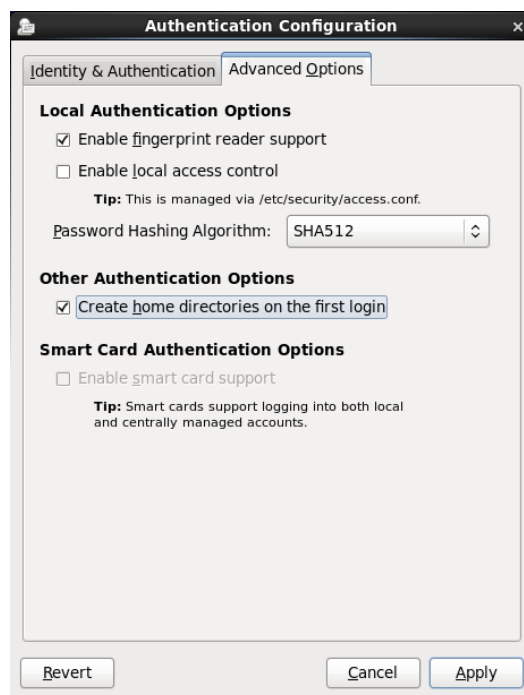 Authentication Configuration
Identity & Authentication
Advanced Options
Local Authentication Options
Enable fingerprint reader support
Enable local access control
Tip: This is managed via /etc/security/access.conf.
Password Hashing Algorithm: SHA512
Other Authentication Options
Create home directories on the first login
Smart Card Authentication Options
Enable smart card support
Tip: Smart cards support logging into both local
and centrally managed accounts.
Revert
Cancel
Apply